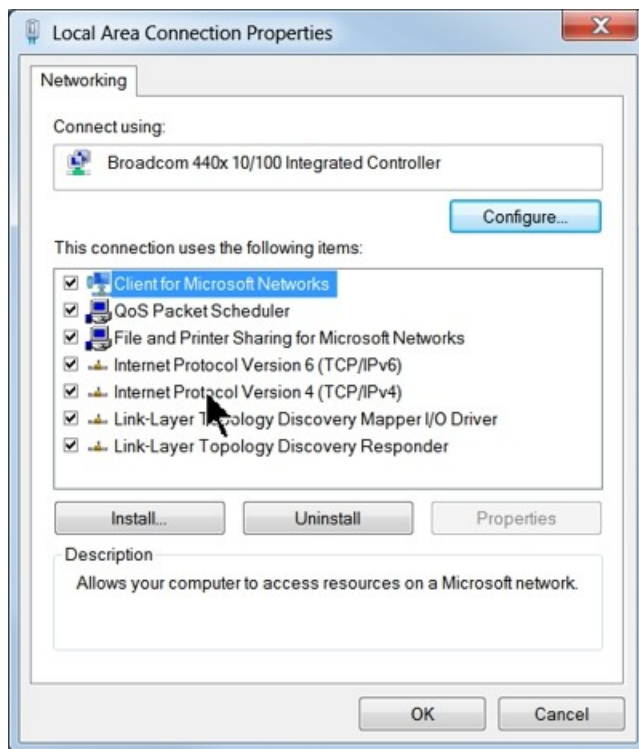 Local Area Connection Properties
Networking
Connect using:
Broadcom 440x 10/100 Integrated Controller
Configure...
This connection uses the following items:
Client for Microsoft Networks
QoS Packet Scheduler
File and Printer Sharing for Microsoft Networks
Internet Protocol Version 6 (TCP/IPv6)
Internet Protocol Version 4 (TCP/IPv4)
Link-Layer Topology Discovery Mapper I/O Driver
Link-Layer Topology Discovery Responder
Install...
Uninstall
Properties
Description
Allows your computer to access resources on a Microsoft network.
OK
Cancel